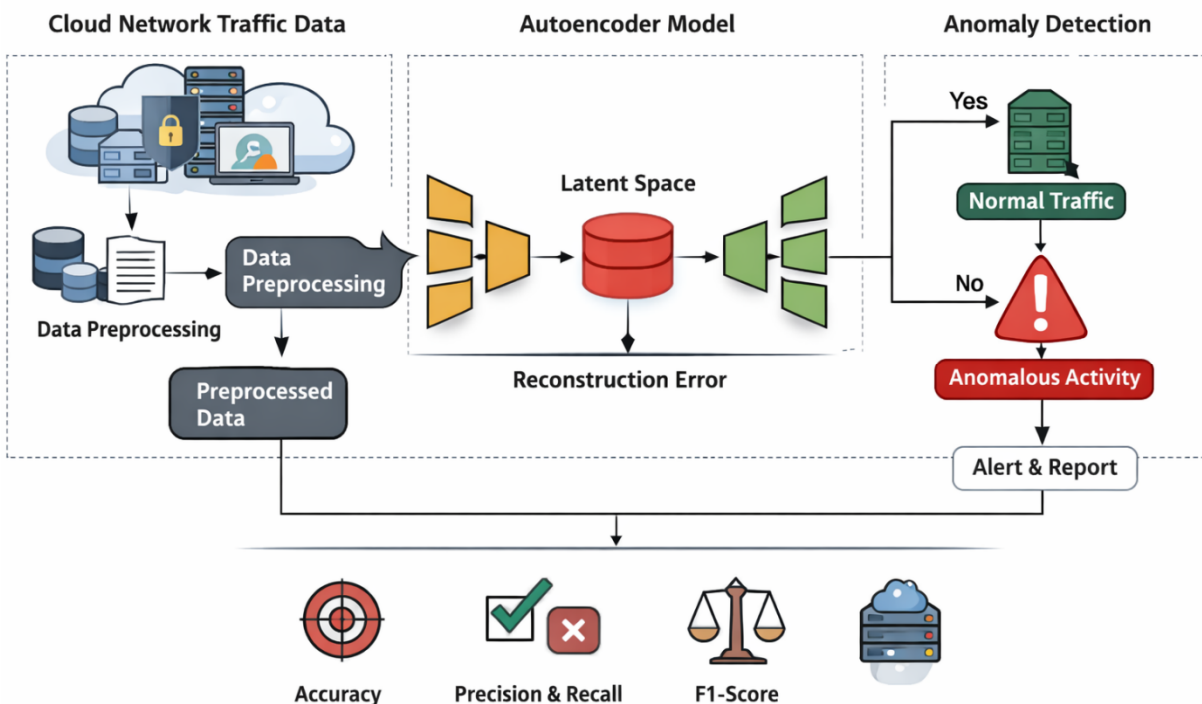 Cloud Network Traffic Data
Autoencoder Model
Anomaly Detection
Yes
Latent Space
Normal Traffic
Data
Preprocessing
No
Data Preprocessing
Reconstruction Error
Anomalous Activity
Preprocessed
Data
Alert & Report
Accuracy
Precision & Recall
F1-Score